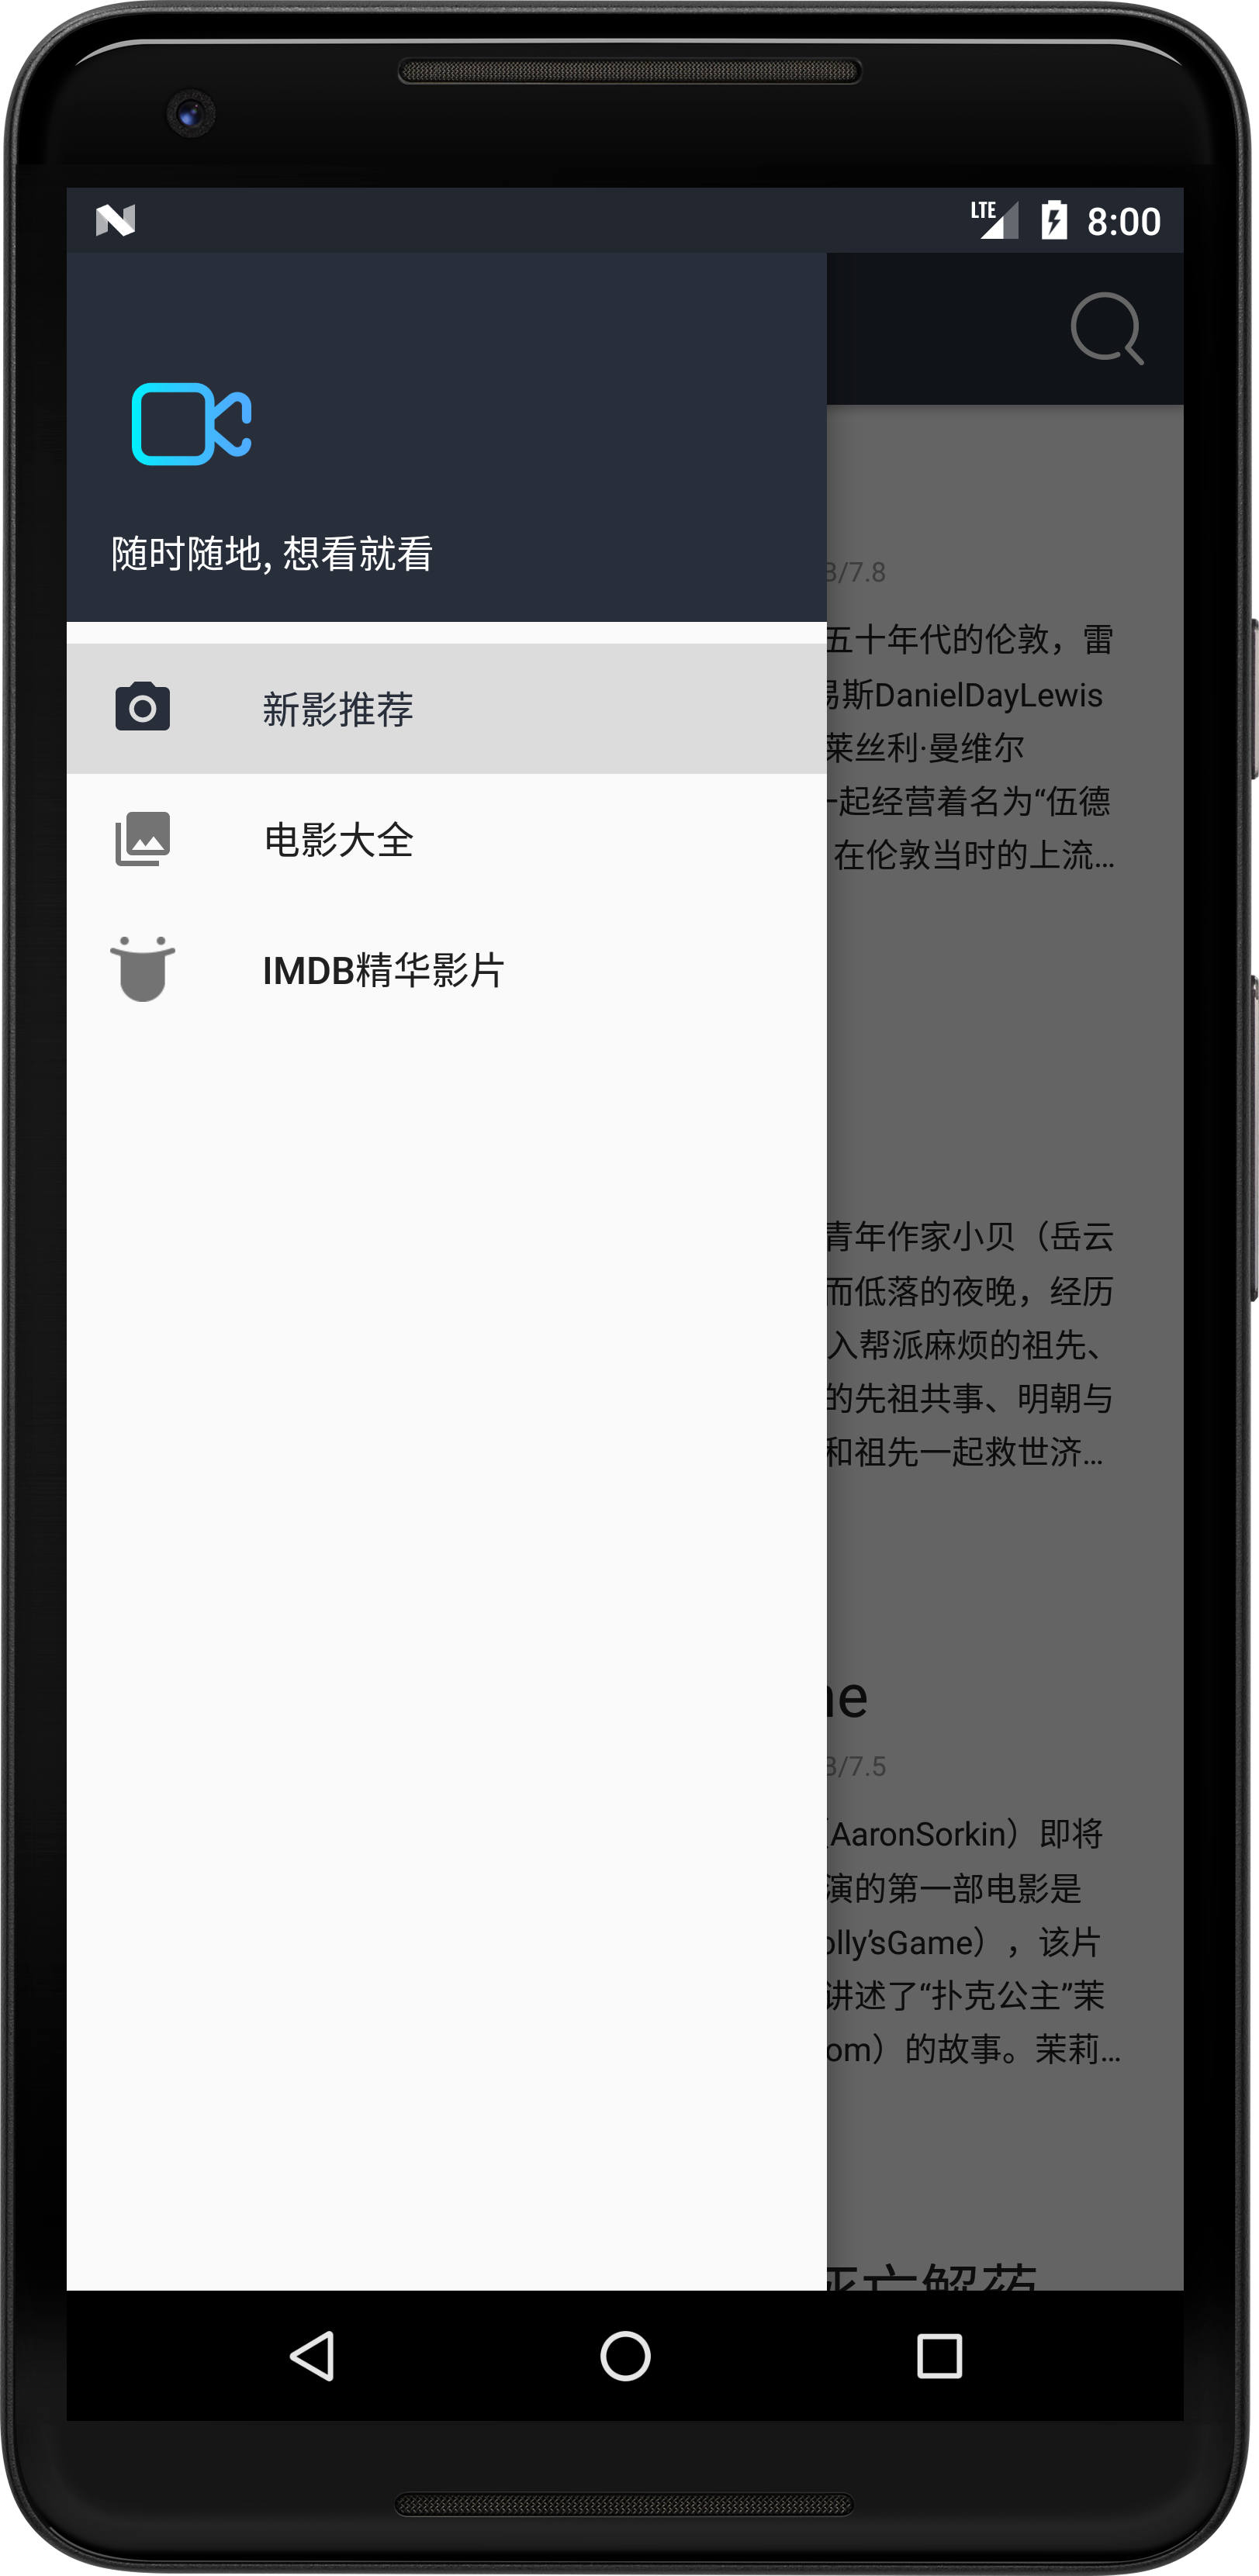 LTE 8:00
随时随地, 想看就看
新影推荐
电影大全
IMDB精华影片
/7.8
五十年代的伦敦，雷
斯DanielDayLewis
莱丝利·曼维尔
一起经营着名为“伍德
在伦敦当时的上流…
青年作家小贝（岳云
而低落的夜晚，经历
入帮派麻烦的祖先、
的先祖共事、明朝与
和祖先一起救世济…
e
/7.5
AaronSorkin）即将
演的第一部电影是
olly’sGame），该片
讲述了“扑克公主”茉
om）的故事。茉莉…
死亡解药